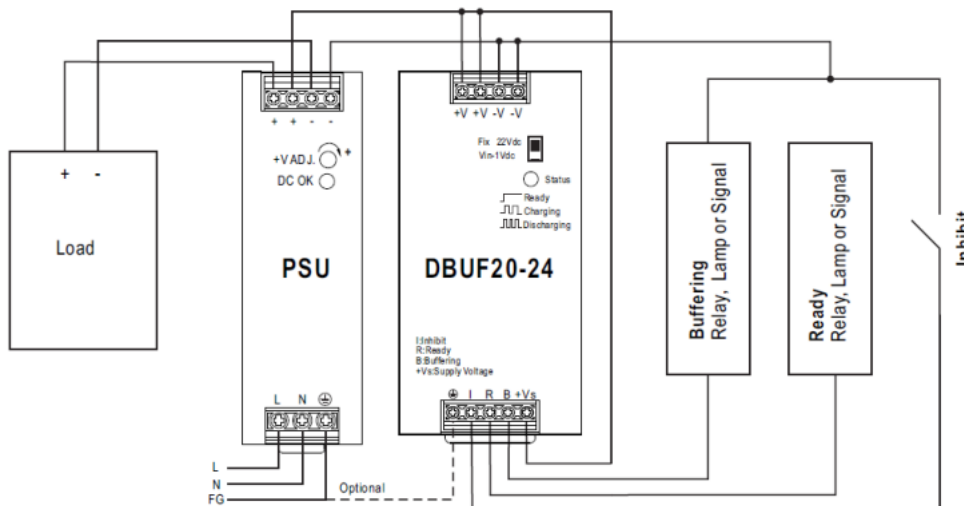 + -
Load
+ + - -
+V ADJ. +
DC OK
PSU
L N
L
N
FG
Optional
+V +V -V -V
Fix 22Vdc
Vin-1Vdc
Status
Ready
Charging
Discharging
DBUF20-24
I:Inhibit
R:Ready
B:Buffering
+Vs:Supply Voltage
I R B +Vs
Buffering
Relay, Lamp or Signal
Ready
Relay, Lamp or Signal
Inhibit